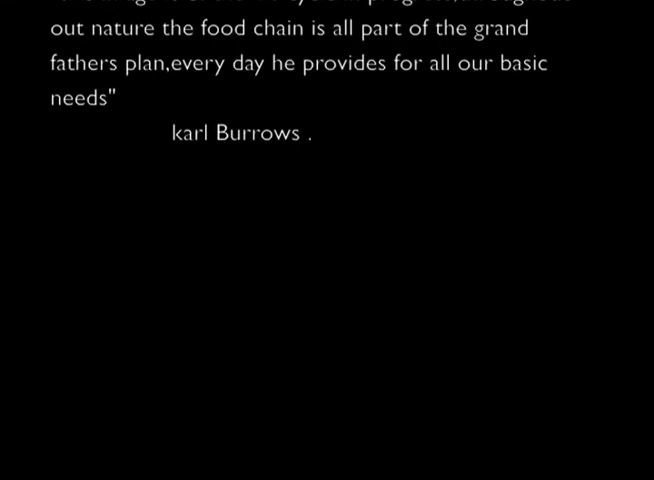 out nature the food chain is all part of the grand
fathers plan,every day he provides for all our basic
needs"
karl Burrows .